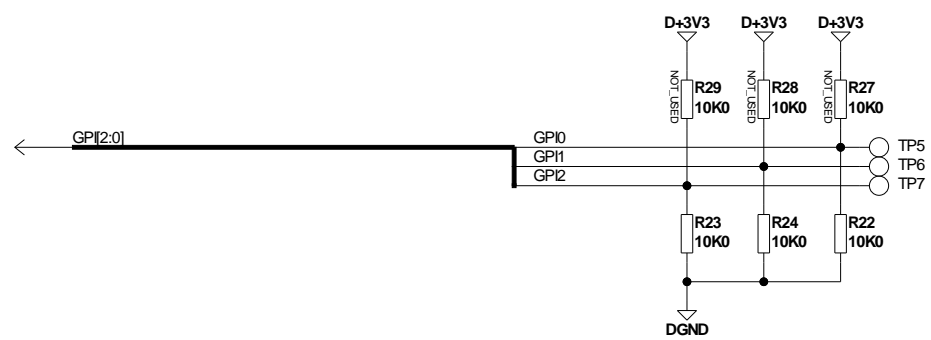 D+3V3 D+3V3 D+3V3
NOT_USED R29 NOT_USED R28 NOT_USED R27
10K0 10K0 10K0
GPI[2:0] GPI0 TP5
GPI1 TP6
GPI2 TP7
R23 R24 R22
10K0 10K0 10K0
DGND